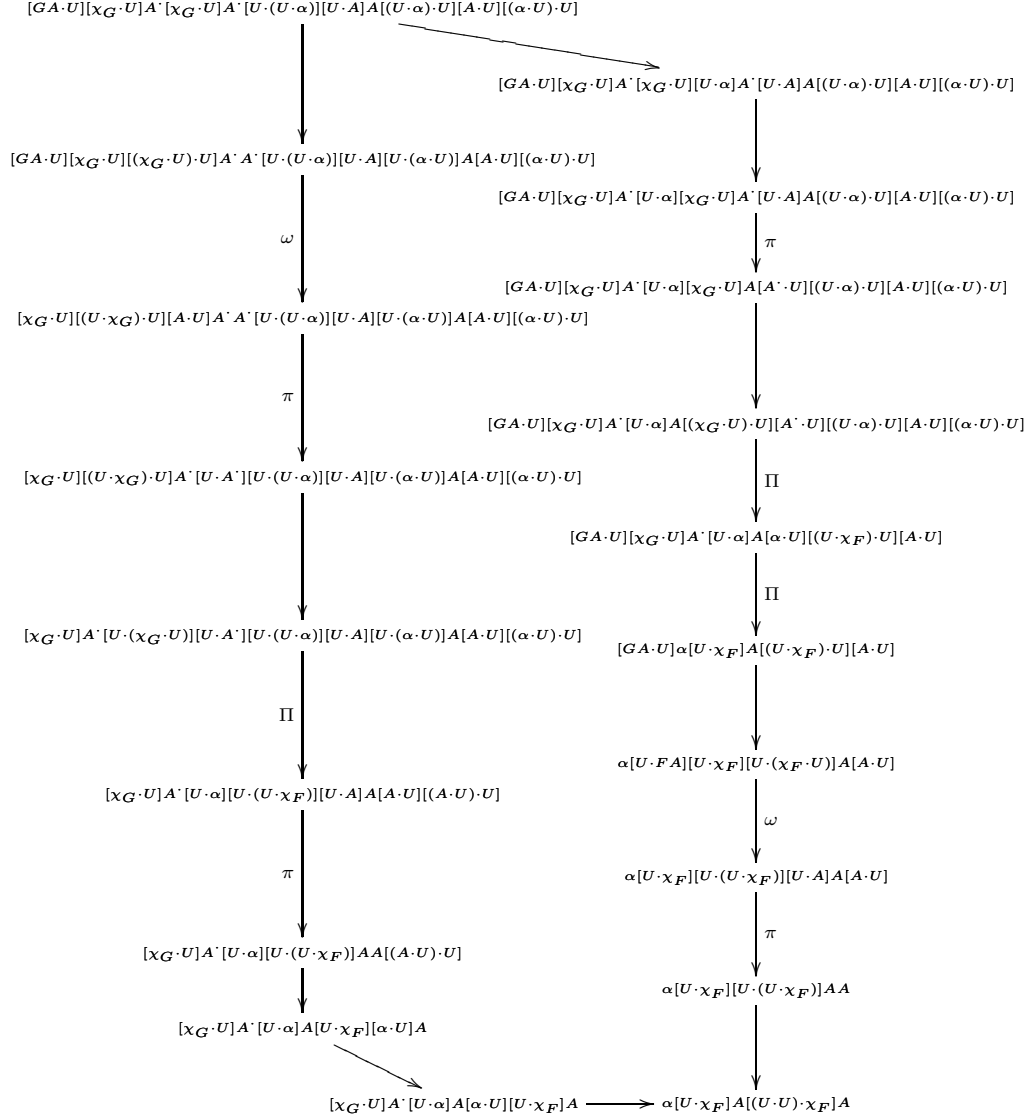 [GA·U][χ_G·U]A˙[χ_G·U]A˙[U·(U·α)][U·A]A[(U·α)·U][A·U][(α·U)·U]
[GA·U][χ_G·U]A˙[χ_G·U][U·α]A˙[U·A]A[(U·α)·U][A·U][(α·U)·U]
[GA·U][χ_G·U][(χ_G·U)·U]A˙A˙[U·(U·α)][U·A][U·(α·U)]A[A·U][(α·U)·U]
[GA·U][χ_G·U]A˙[U·α][χ_G·U]A˙[U·A]A[(U·α)·U][A·U][(α·U)·U]
ω
π
[GA·U][χ_G·U]A˙[U·α][χ_G·U]A[A˙·U][(U·α)·U][A·U][(α·U)·U]
[χ_G·U][(U·χ_G)·U][A·U]A˙A˙[U·(U·α)][U·A][U·(α·U)]A[A·U][(α·U)·U]
π
[GA·U][χ_G·U]A˙[U·α]A[(χ_G·U)·U][A˙·U][(U·α)·U][A·U][(α·U)·U]
[χ_G·U][(U·χ_G)·U]A˙[U·A˙][U·(U·α)][U·A][U·(α·U)]A[A·U][(α·U)·U]
Π
[GA·U][χ_G·U]A˙[U·α]A[α·U][(U·χ_F)·U][A·U]
Π
[χ_G·U]A˙[U·(χ_G·U)][U·A˙][U·(U·α)][U·A][U·(α·U)]A[A·U][(α·U)·U]
[GA·U]α[U·χ_F]A[(U·χ_F)·U][A·U]
Π
α[U·FA][U·χ_F][U·(χ_F·U)]A[A·U]
[χ_G·U]A˙[U·α][U·(U·χ_F)][U·A]A[A·U][(A·U)·U]
ω
π
α[U·χ_F][U·(U·χ_F)][U·A]A[A·U]
π
[χ_G·U]A˙[U·α][U·(U·χ_F)]AA[(A·U)·U]
α[U·χ_F][U·(U·χ_F)]AA
[χ_G·U]A˙[U·α]A[U·χ_F][α·U]A
[χ_G·U]A˙[U·α]A[α·U][U·χ_F]A
α[U·χ_F]A[(U·U)·χ_F]A